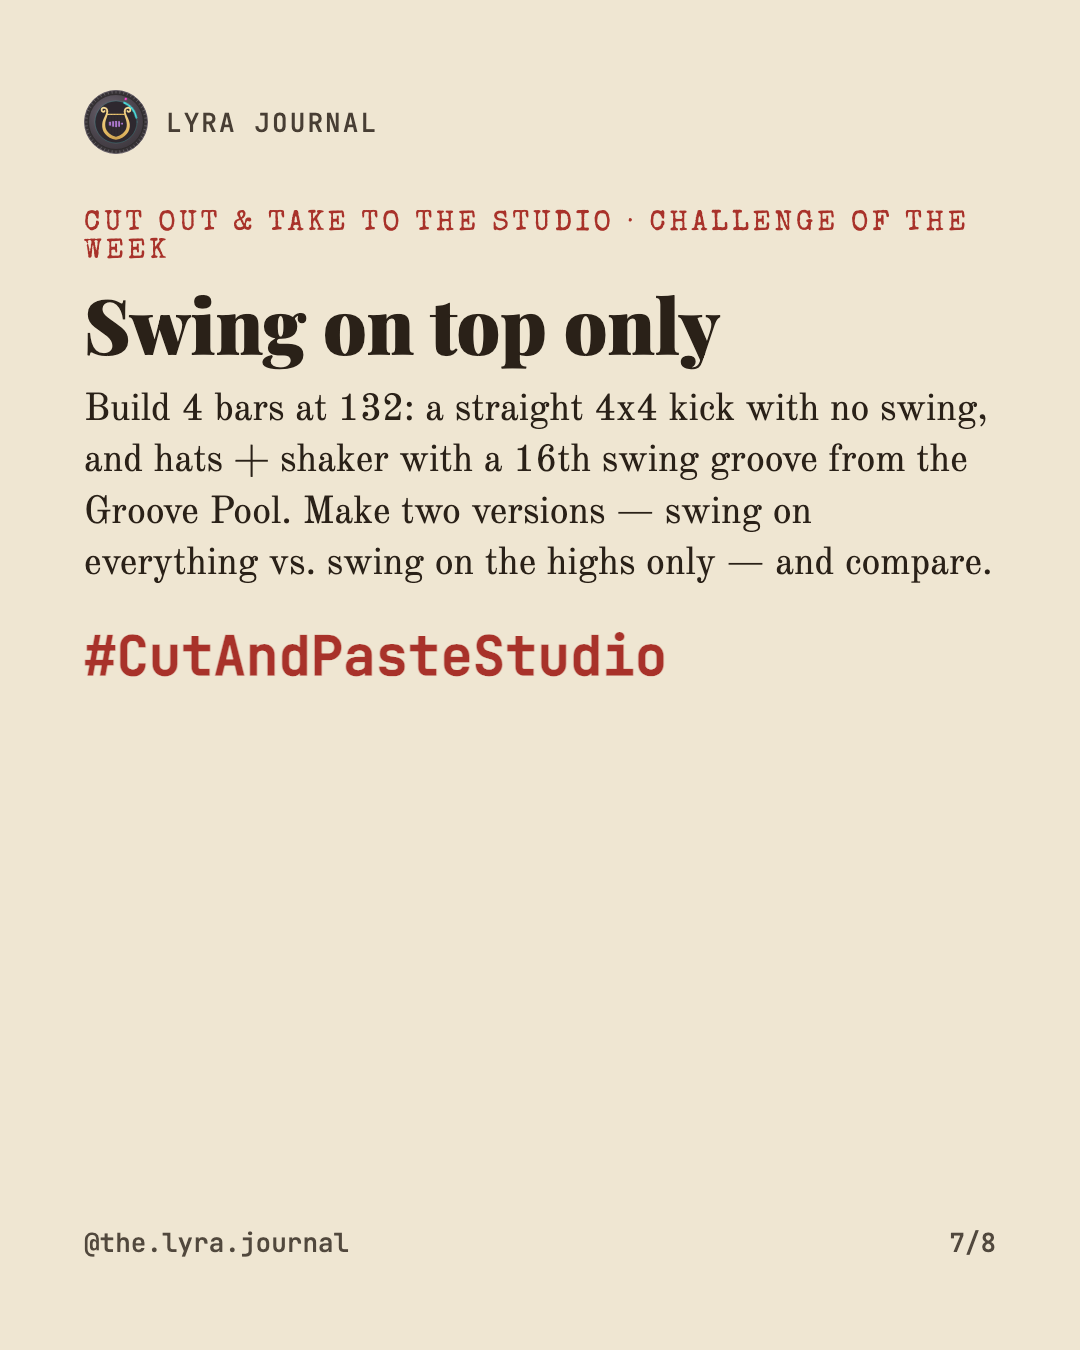 LYRA JOURNAL
CUT OUT & TAKE TO THE STUDIO · CHALLENGE OF THE
WEEK
Swing on top only
Build 4 bars at 132: a straight 4x4 kick with no swing,
and hats + shaker with a 16th swing groove from the
Groove Pool. Make two versions — swing on
everything vs. swing on the highs only — and compare.
#CutAndPasteStudio
@the.lyra.journal
7/8